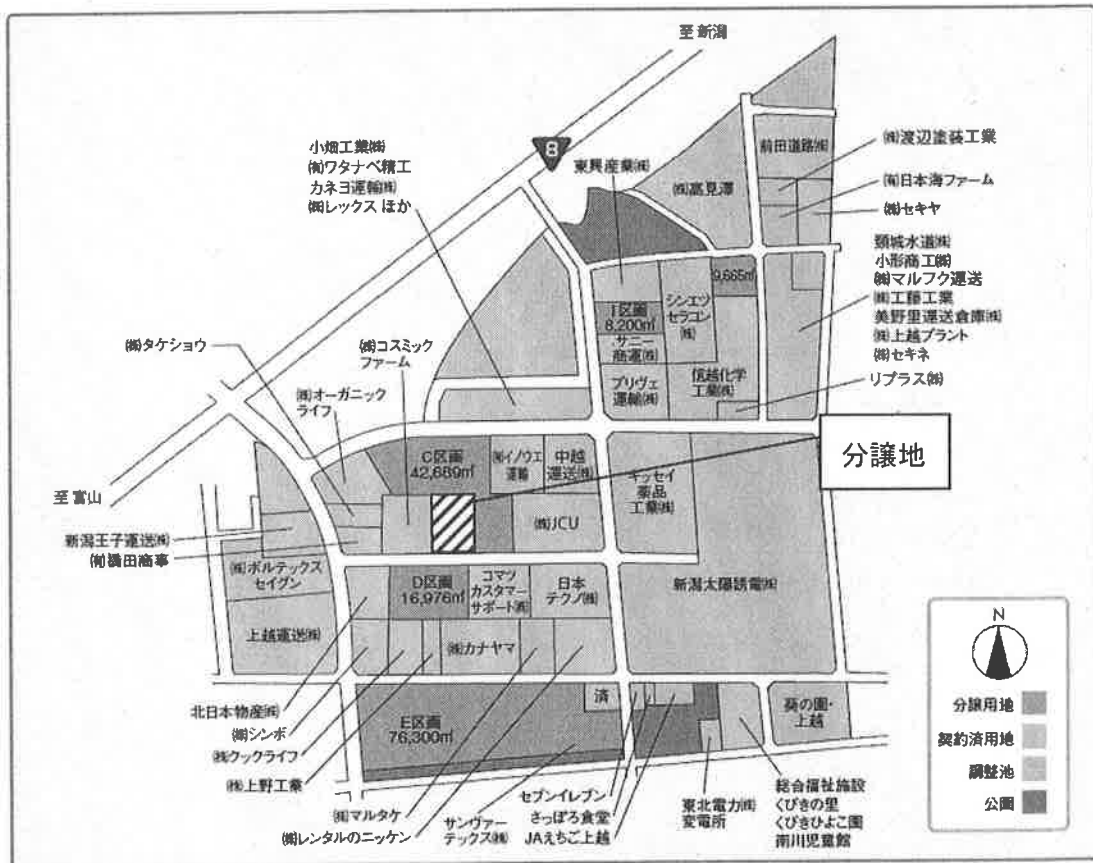 至 新潟
8
小畑工業㈱
㈲ワタナベ精工
カネヨ運輸㈱
㈱レックス ほか
東興産業㈱
㈱高見澤
前田道路㈱
㈱渡辺塗装工業
㈲日本海ファーム
㈱セキヤ
頸城水道㈱
小形商工㈱
㈱マルフク運送
㈱工藤工業
美野里運送倉庫㈱
㈱上越プラント
㈱セキネ
リプラス㈱
9,665㎡
シンエツ
セラコン
㈱
I区画
8,200㎡
サニー
商運㈱
プリヴェ
運輸㈱
信越化学
工業㈱
㈱タケショウ
㈱コスミック
ファーム
㈱オーガニック
ライフ
C区画
42,689㎡
㈲イノウエ
運輸
中越
運送㈱
キッセイ
薬品
工業㈱
分譲地
至 富山
新潟王子運送㈱
㈲橋田商事
㈱JCU
㈱ボルテックス
セイグン
D区画
16,976㎡
コマツ
カスタマー
サポート㈱
日本
テクノ㈱
新潟太陽誘電㈱
上越運送㈱
㈱カナヤマ
北日本物産㈱
㈱シンボ
㈱クックライフ
㈱上野工業
E区画
76,300㎡
済
葵の園・
上越
㈱マルタケ
㈱レンタルのニッケン
サンヴァー
テックス㈱
セブンイレブン
さっぽろ食堂
JAえちご上越
東北電力㈱
変電所
総合福祉施設
くびきの里
くびきひよこ園
南川児童館
N
分譲用地
契約済用地
調整池
公園